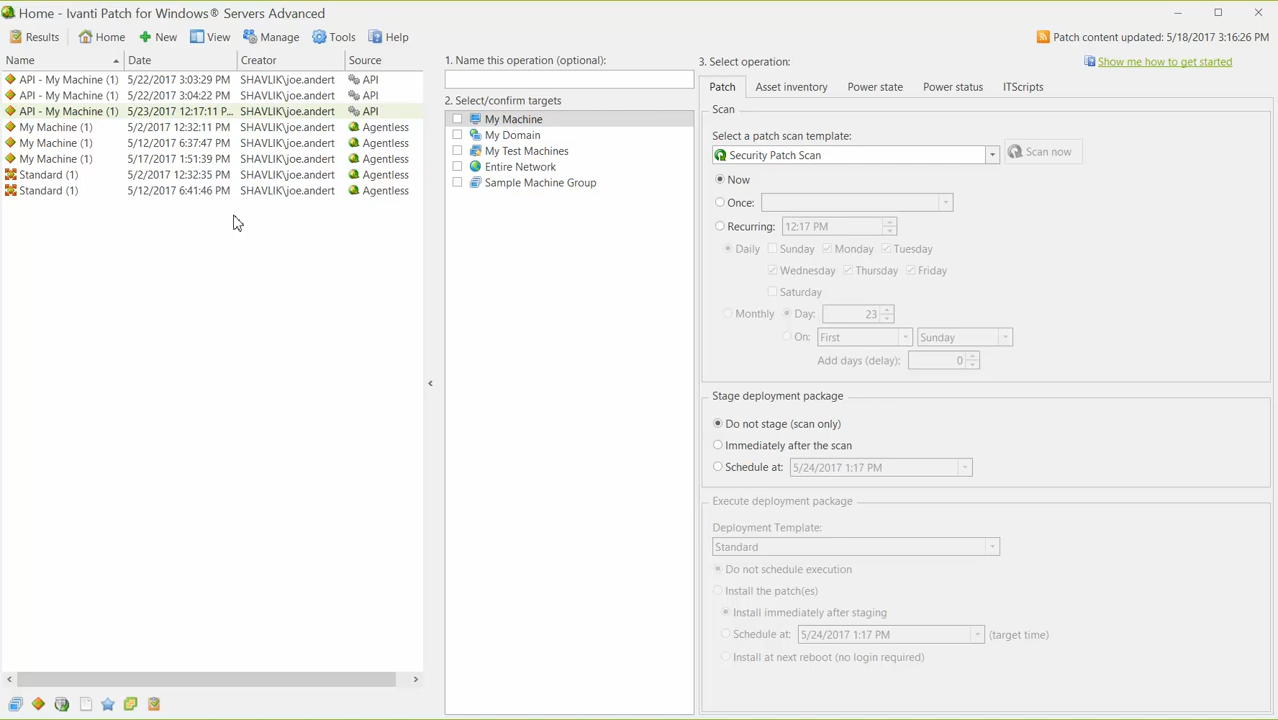 Home - Ivanti Patch for Windows® Servers Advanced
Results Home New View Manage Tools Help
Patch content updated: 5/18/2017 3:16:26 PM
Show me how to get started
Name Date Creator Source
API - My Machine (1) 5/22/2017 3:03:29 PM SHAVLIK\joe.andert API
API - My Machine (1) 5/22/2017 3:04:22 PM SHAVLIK\joe.andert API
API - My Machine (1) 5/23/2017 12:17:11 P... SHAVLIK\joe.andert API
My Machine (1) 5/2/2017 12:32:11 PM SHAVLIK\joe.andert Agentless
My Machine (1) 5/12/2017 6:37:47 PM SHAVLIK\joe.andert Agentless
My Machine (1) 5/17/2017 1:51:39 PM SHAVLIK\joe.andert Agentless
Standard (1) 5/2/2017 12:32:35 PM SHAVLIK\joe.andert Agentless
Standard (1) 5/12/2017 6:41:46 PM SHAVLIK\joe.andert Agentless
1. Name this operation (optional):
2. Select/confirm targets
My Machine
My Domain
My Test Machines
Entire Network
Sample Machine Group
3. Select operation:
Patch Asset inventory Power state Power status ITScripts
Scan
Select a patch scan template:
Security Patch Scan Scan now
Now
Once:
Recurring: 12:17 PM
Daily Sunday Monday Tuesday
Wednesday Thursday Friday
Saturday
Monthly Day: 23
On: First Sunday
Add days (delay): 0
Stage deployment package
Do not stage (scan only)
Immediately after the scan
Schedule at: 5/24/2017 1:17 PM
Execute deployment package
Deployment Template:
Standard
Do not schedule execution
Install the patch(es)
Install immediately after staging
Schedule at: 5/24/2017 1:17 PM (target time)
Install at next reboot (no login required)